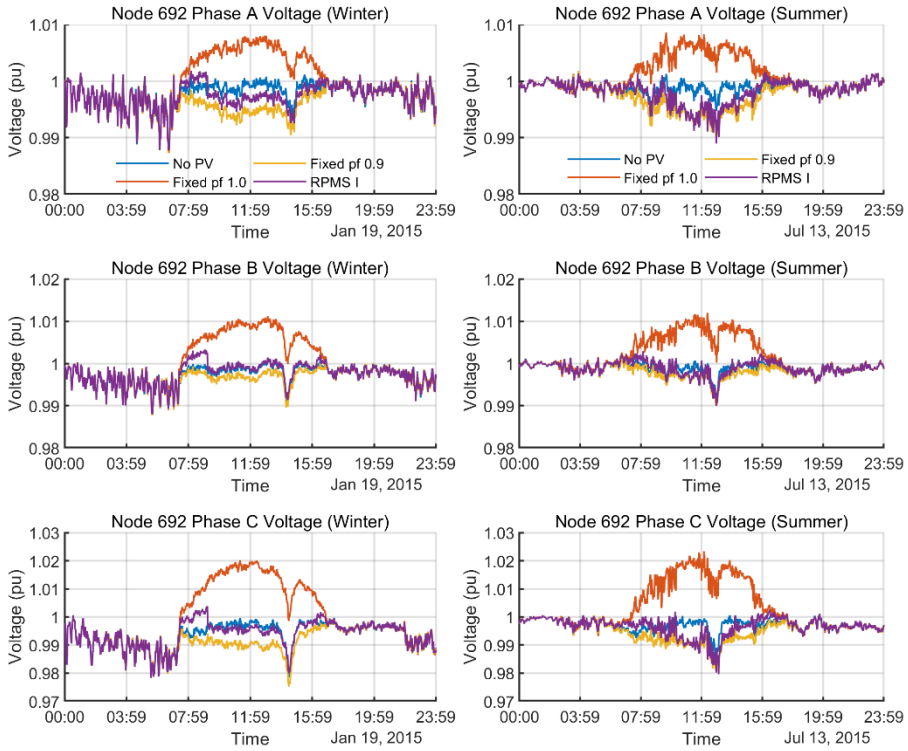 Node 692 Phase A Voltage (Winter)
Voltage (pu)
1.01
1
0.99
0.98
No PV
Fixed pf 0.9
Fixed pf 1.0
RPMS I
00:00 03:59 07:59 11:59 15:59 19:59 23:59
Time
Jan 19, 2015
Node 692 Phase A Voltage (Summer)
Voltage (pu)
1.01
1
0.99
0.98
No PV
Fixed pf 0.9
Fixed pf 1.0
RPMS I
00:00 03:59 07:59 11:59 15:59 19:59 23:59
Time
Jul 13, 2015
Node 692 Phase B Voltage (Winter)
Voltage (pu)
1.02
1.01
1
0.99
0.98
00:00 03:59 07:59 11:59 15:59 19:59 23:59
Time
Jan 19, 2015
Node 692 Phase B Voltage (Summer)
Voltage (pu)
1.02
1.01
1
0.99
0.98
00:00 03:59 07:59 11:59 15:59 19:59 23:59
Time
Jul 13, 2015
Node 692 Phase C Voltage (Winter)
Voltage (pu)
1.03
1.02
1.01
1
0.99
0.98
0.97
00:00 03:59 07:59 11:59 15:59 19:59 23:59
Time
Jan 19, 2015
Node 692 Phase C Voltage (Summer)
Voltage (pu)
1.03
1.02
1.01
1
0.99
0.98
0.97
00:00 03:59 07:59 11:59 15:59 19:59 23:59
Time
Jul 13, 2015